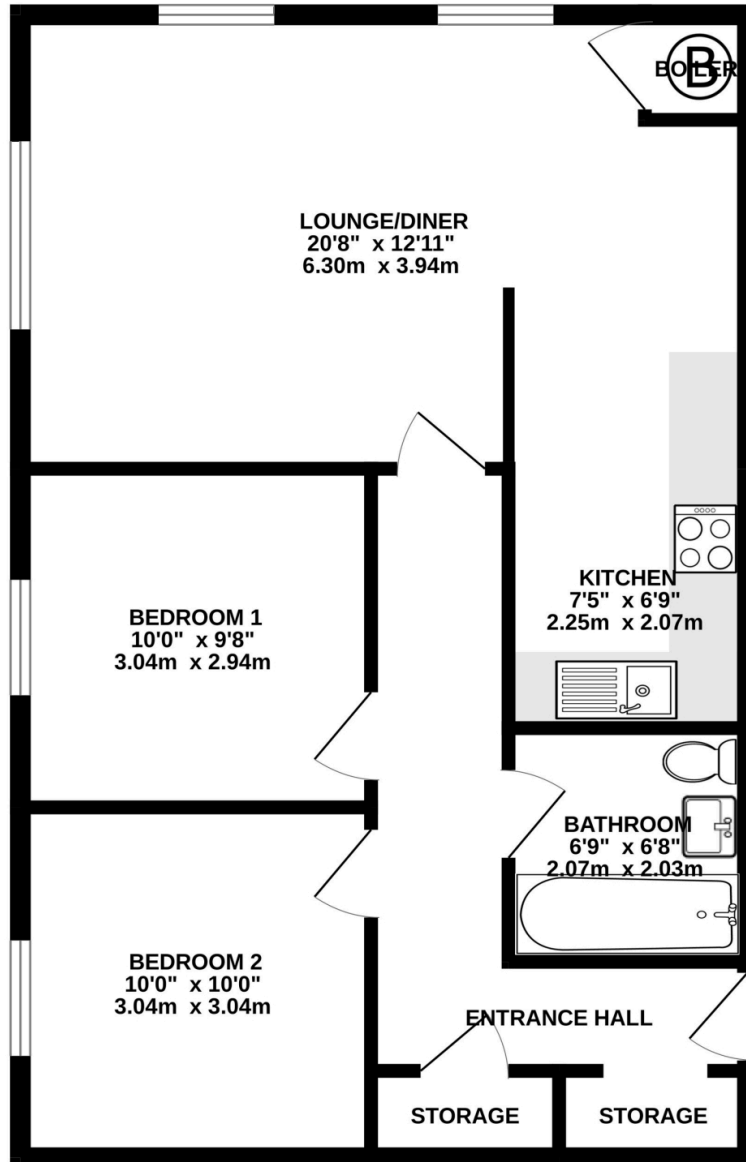 BOILER
B
LOUNGE/DINER
20'8" x 12'11"
6.30m x 3.94m
KITCHEN
7'5" x 6'9"
2.25m x 2.07m
BEDROOM 1
10'0" x 9'8"
3.04m x 2.94m
BATHROOM
6'9" x 6'8"
2.07m x 2.03m
BEDROOM 2
10'0" x 10'0"
3.04m x 3.04m
ENTRANCE HALL
STORAGE
STORAGE